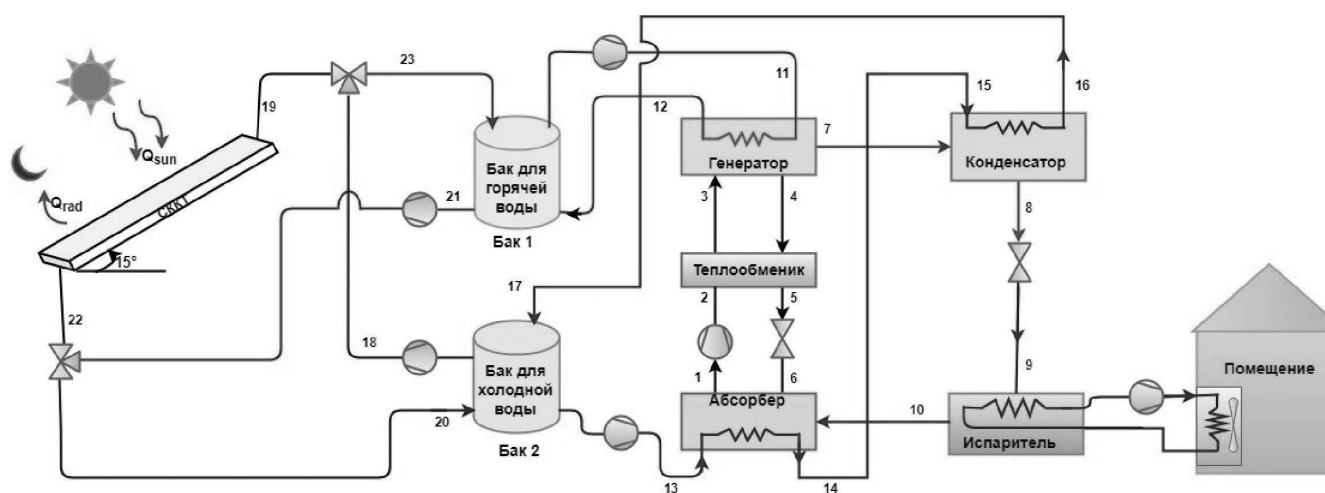 23
19
Qsun
Qrad
СККТ
15°
22
Бак для
горячей
воды
Бак 1
21
12
11
Генератор
7
15
16
Конденсатор
3
4
8
Теплообменик
17
2
5
18
Бак для
холодной
воды
Бак 2
20
1
6
Абсорбер
13
14
10
9
Испаритель
Помещение